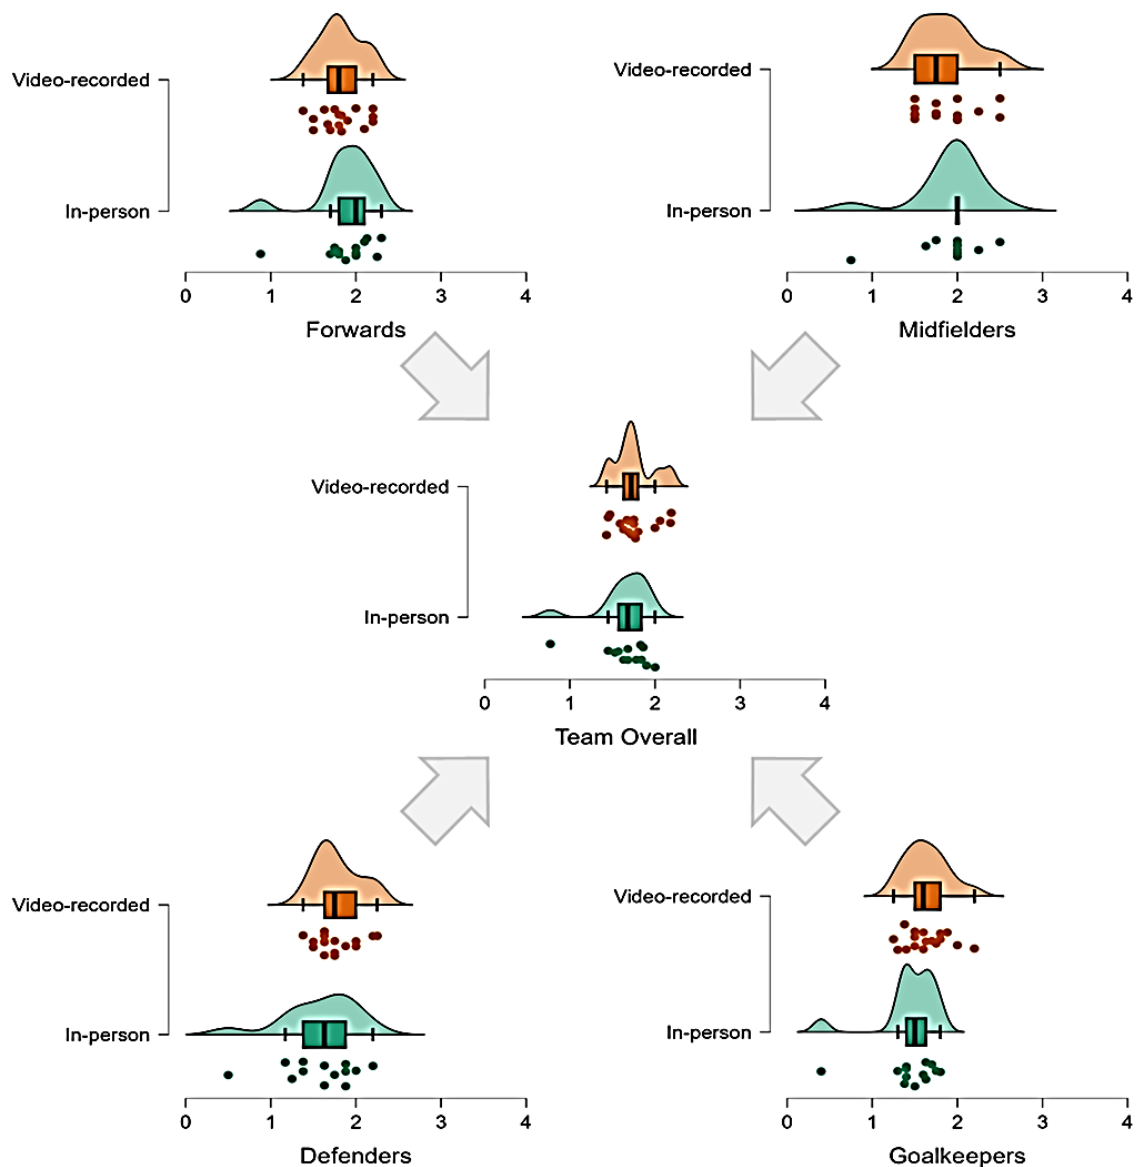 Video-recorded
In-person
0 1 2 3 4
Forwards
Video-recorded
In-person
0 1 2 3 4
Midfielders
Video-recorded
In-person
0 1 2 3 4
Team Overall
Video-recorded
In-person
0 1 2 3 4
Defenders
Video-recorded
In-person
0 1 2 3 4
Goalkeepers